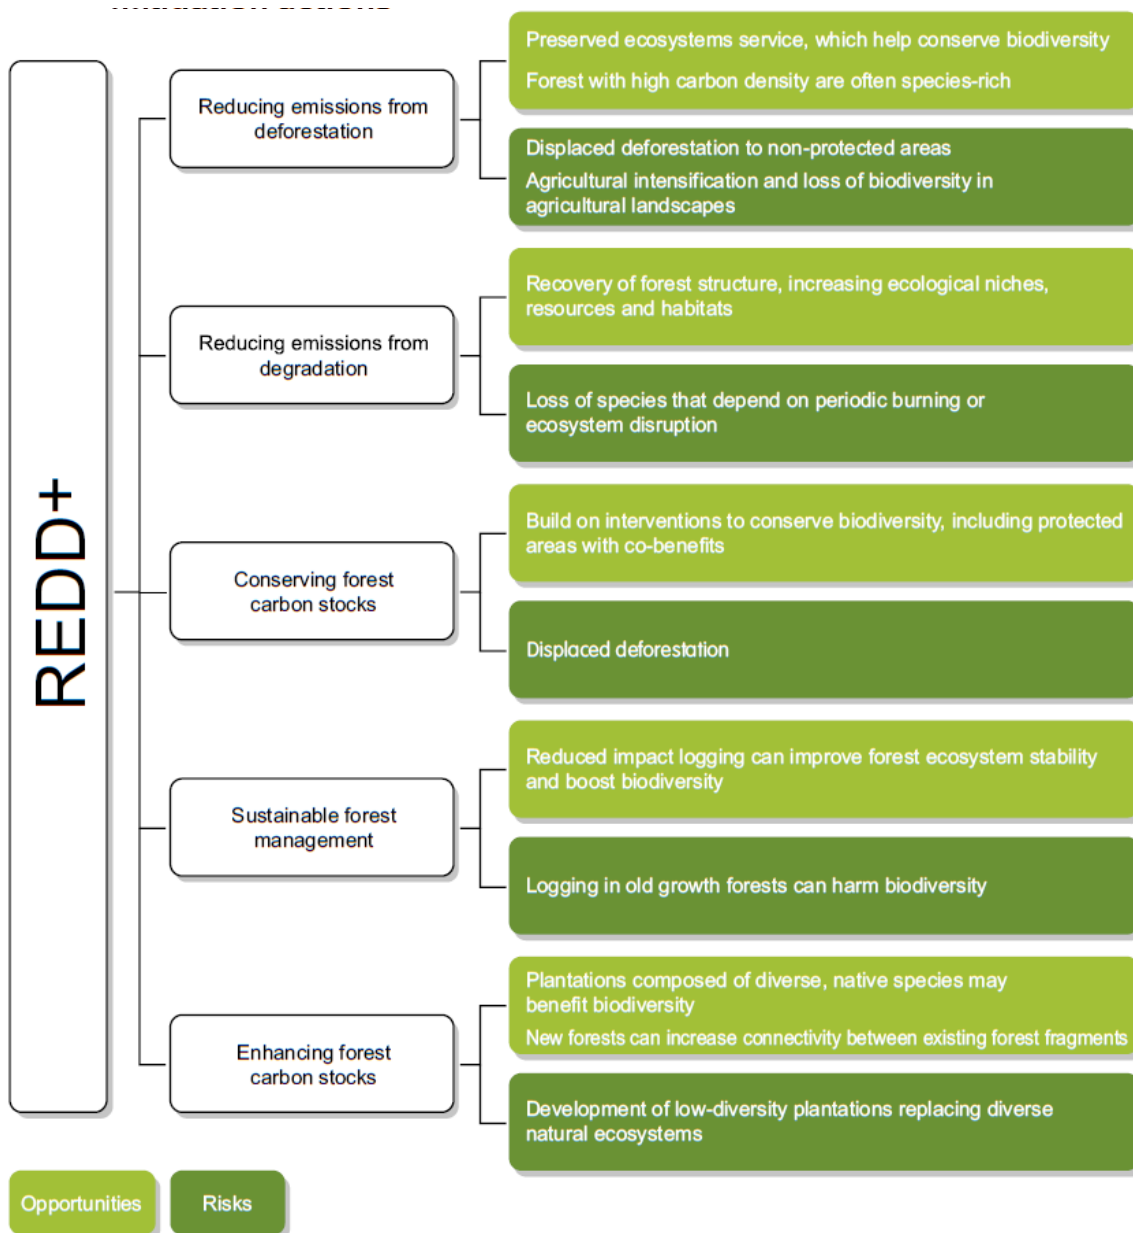 REDD+
Reducing emissions from
deforestation
Preserved ecosystems service, which help conserve biodiversity
Forest with high carbon density are often species-rich
Displaced deforestation to non-protected areas
Agricultural intensification and loss of biodiversity in
agricultural landscapes
Reducing emissions from
degradation
Recovery of forest structure, increasing ecological niches,
resources and habitats
Loss of species that depend on periodic burning or
ecosystem disruption
Conserving forest
carbon stocks
Build on interventions to conserve biodiversity, including protected
areas with co-benefits
Displaced deforestation
Sustainable forest
management
Reduced impact logging can improve forest ecosystem stability
and boost biodiversity
Logging in old growth forests can harm biodiversity
Enhancing forest
carbon stocks
Plantations composed of diverse, native species may
benefit biodiversity
New forests can increase connectivity between existing forest fragments
Development of low-diversity plantations replacing diverse
natural ecosystems
Opportunities
Risks